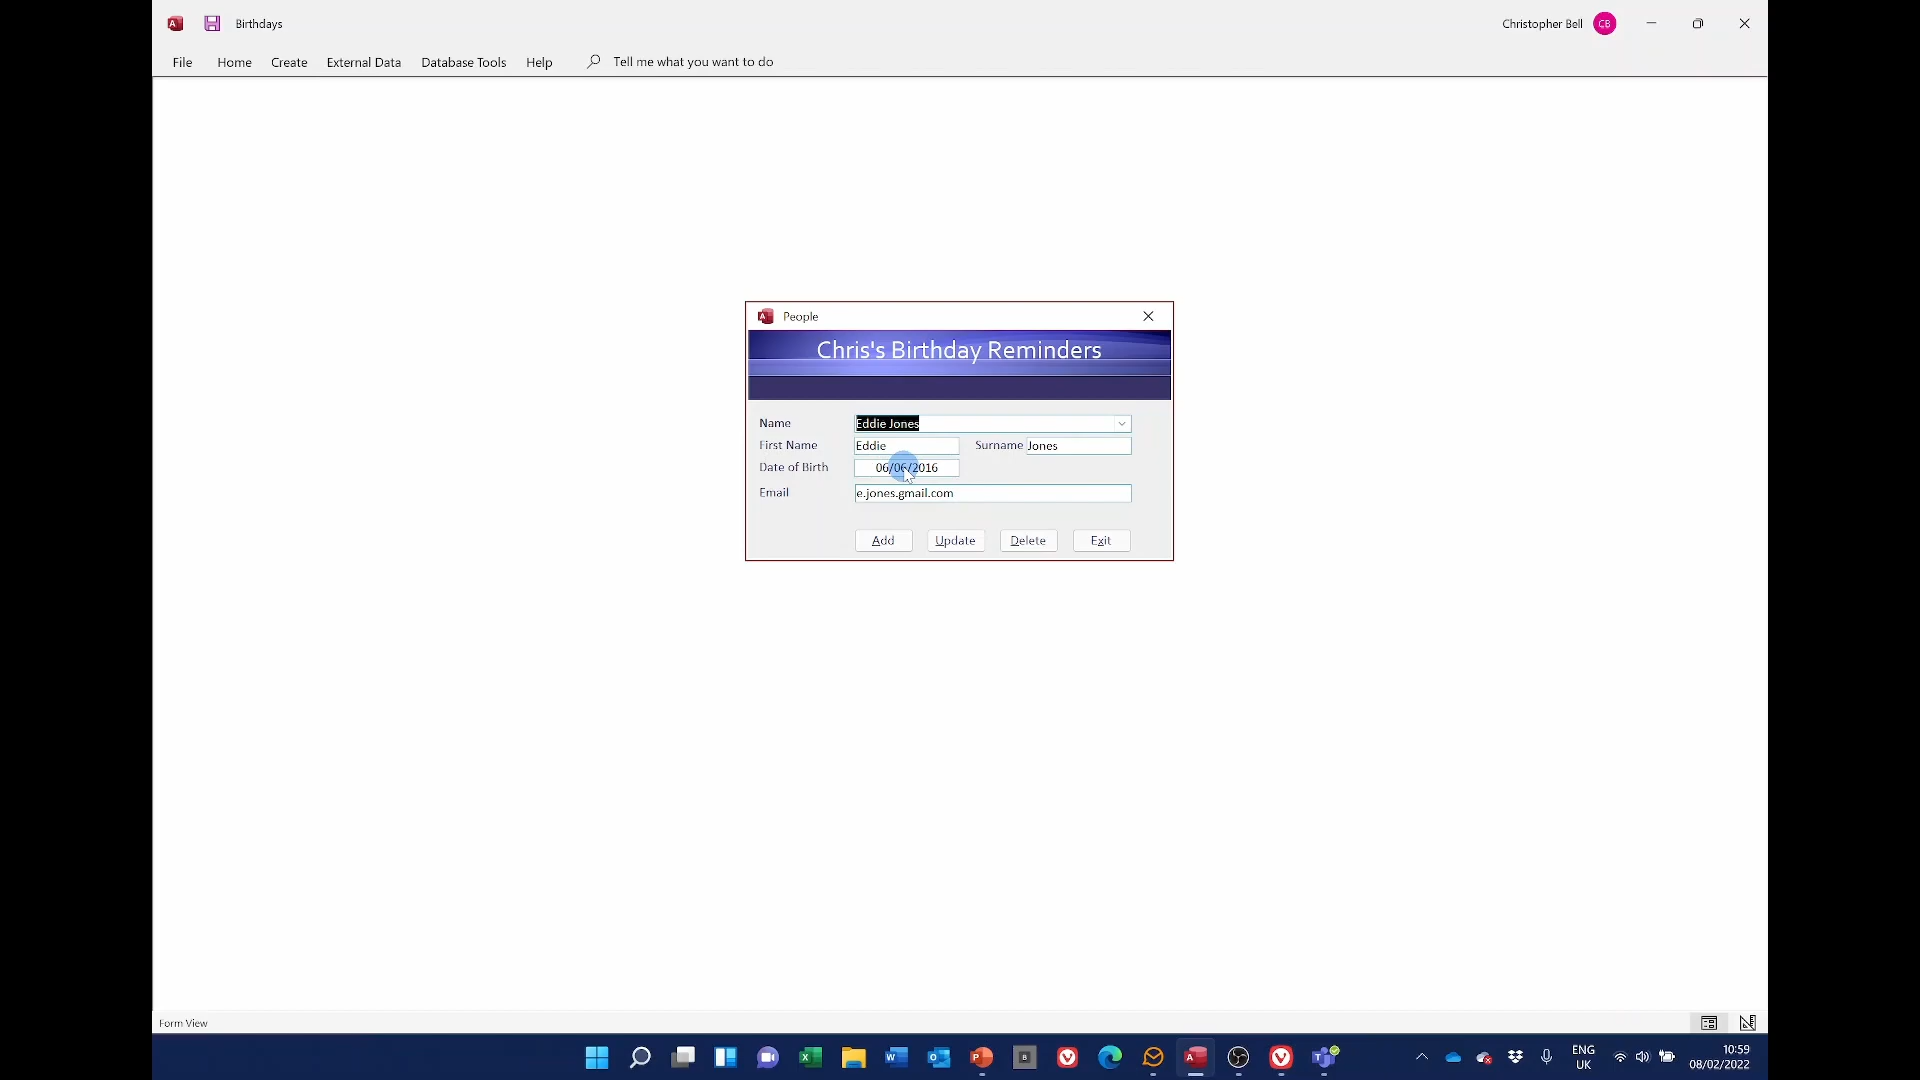 Birthdays
Christopher Bell CB
File Home Create External Data Database Tools Help Tell me what you want to do
People
Chris's Birthday Reminders
Name Eddie Jones
First Name Eddie Surname Jones
Date of Birth 06/06/2016
Email e.jones.gmail.com
Add Update Delete Exit
Form View
ENG 10:59
UK 08/02/2022